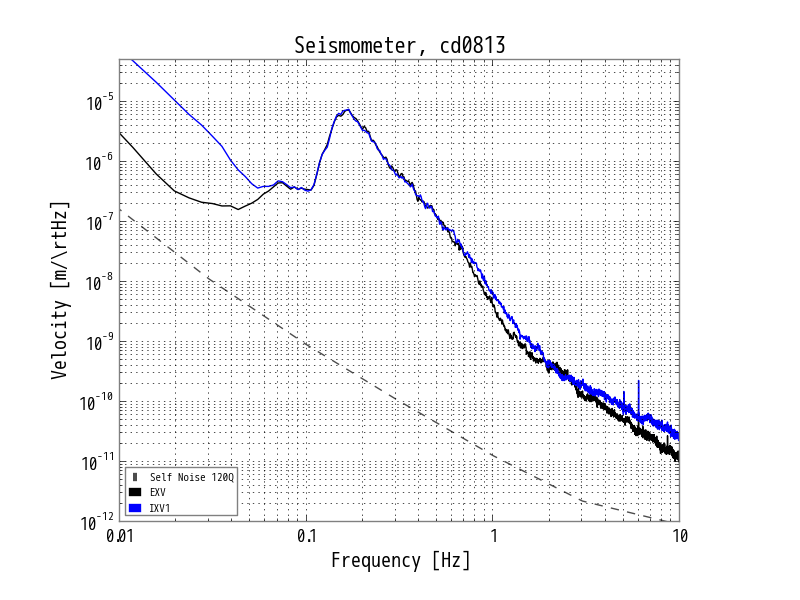 Seismometer, cd0813
Velocity [m/\rtHz]
10⁻⁵
10⁻⁶
10⁻⁷
10⁻⁸
10⁻⁹
10⁻¹⁰
10⁻¹¹
10⁻¹²
Self Noise 120Q
EXV
IXV1
0.01 0.1 1 10
Frequency [Hz]